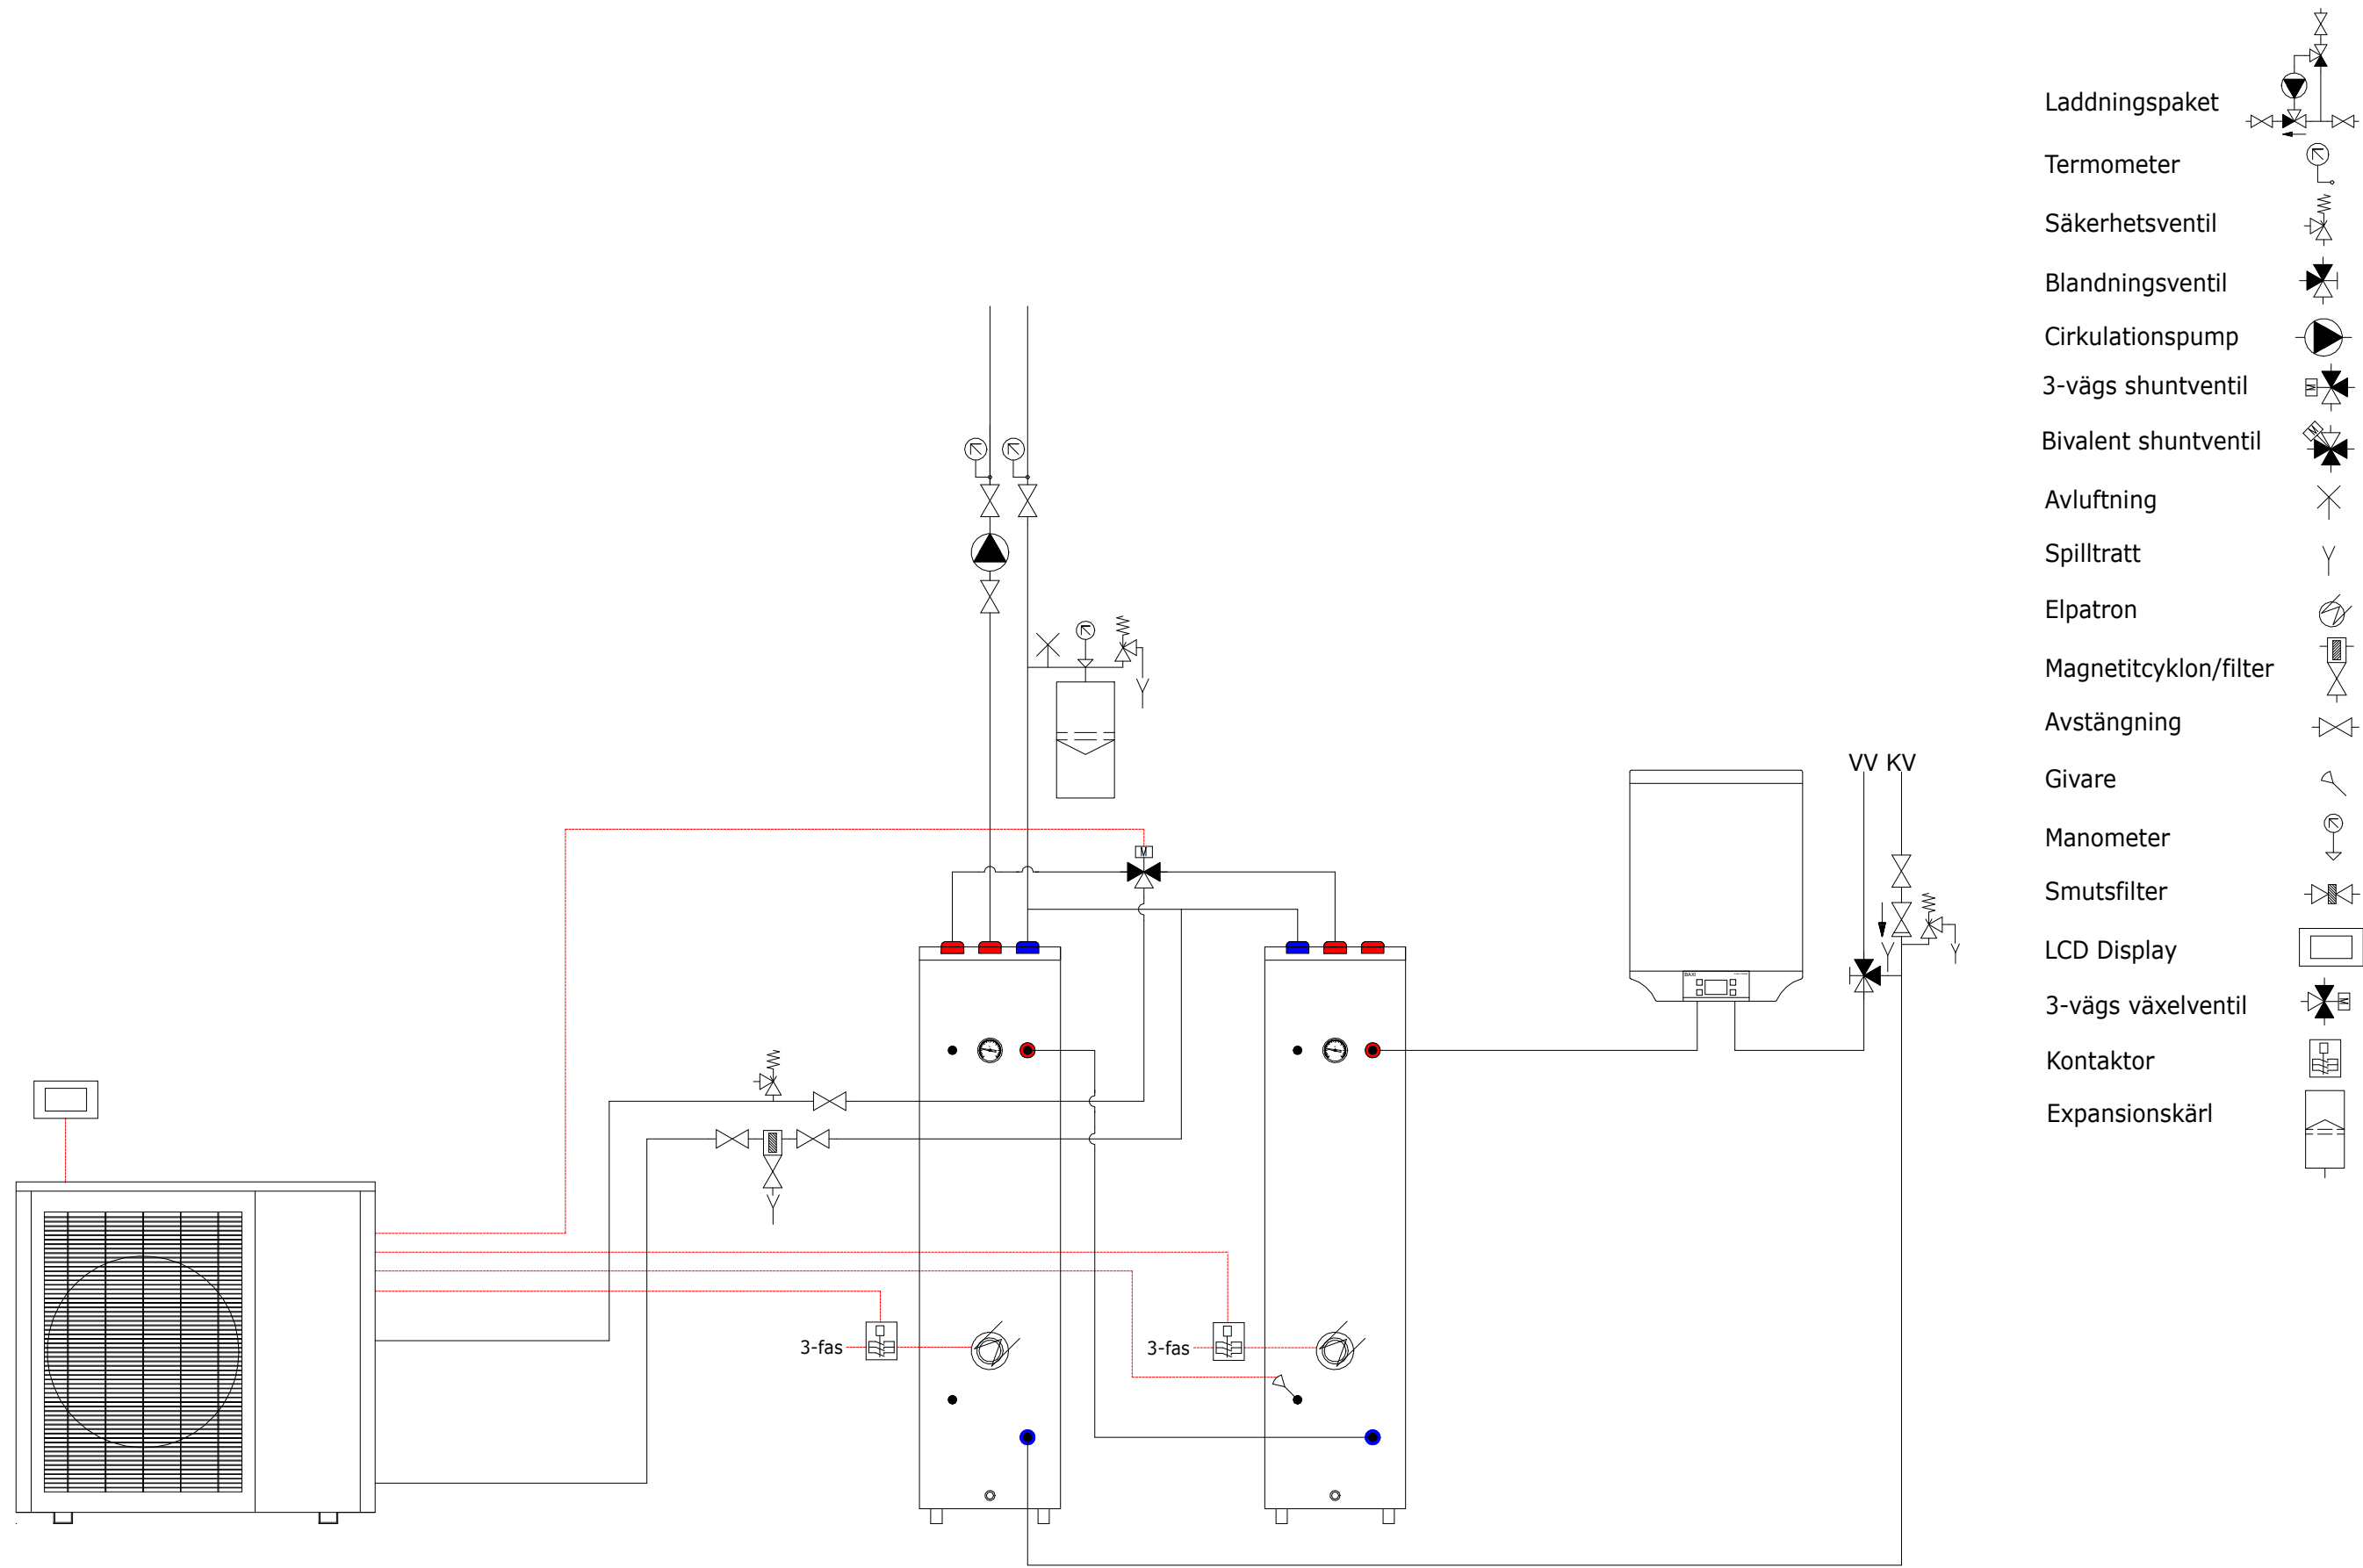 Laddningspaket
Termometer
Säkerhetsventil
Blandningsventil
Cirkulationspump
3-vägs shuntventil
M
Bivalent shuntventil
M
Avluftning
Spilltratt
Elpatron
Magnetitcyklon/filter
Avstängning
VV KV
Givare
Manometer
M
Smutsfilter
LCD Display
BAXI
3-vägs växelventil
M
Kontaktor
Expansionskärl
3-fas
3-fas